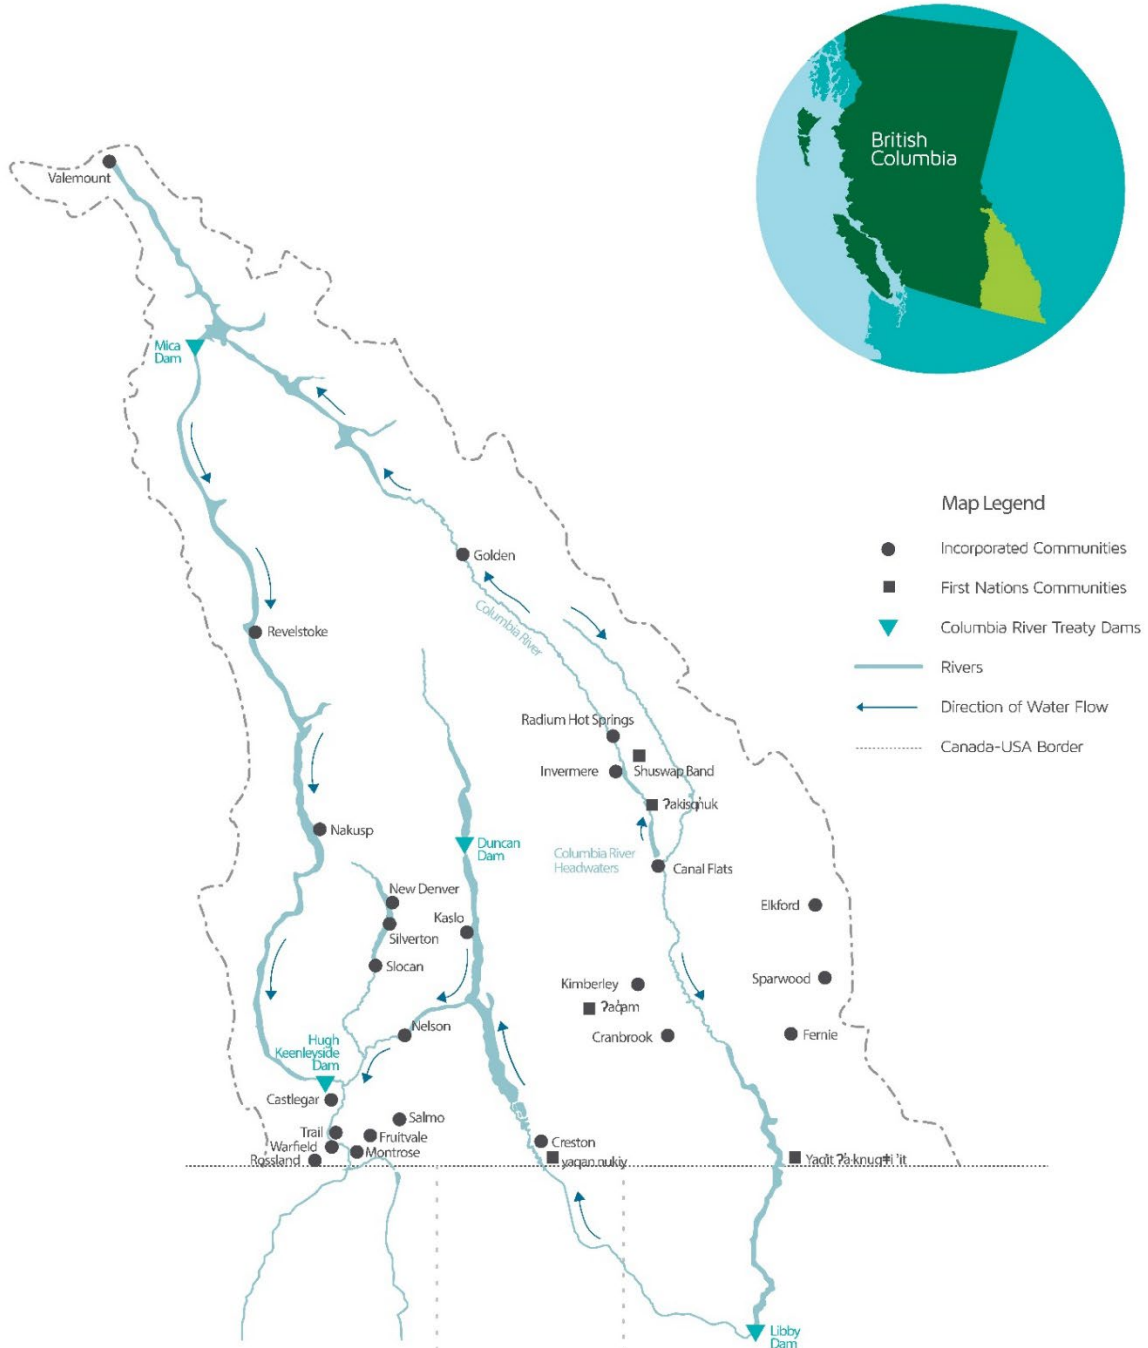 British
Columbia
Valemount
Mica
Dam
Map Legend
Incorporated Communities
First Nations Communities
Columbia River Treaty Dams
Rivers
Direction of Water Flow
Canada-USA Border
Golden
Columbia River
Revelstoke
Radium Hot Springs
Invermere
Shuswap Band
ʔakisq̓nuk
Nakusp
Duncan
Dam
Columbia River
Headwaters
Canal Flats
New Denver
Silverton
Slocan
Kaslo
Elkford
Sparwood
Kimberley
ʔaq̓am
Cranbrook
Fernie
Nelson
Hugh
Keenleyside
Dam
Castlegar
Trail
Warfield
Rossland
Salmo
Fruitvale
Montrose
Creston
yaqan nukiy
Libby
Dam